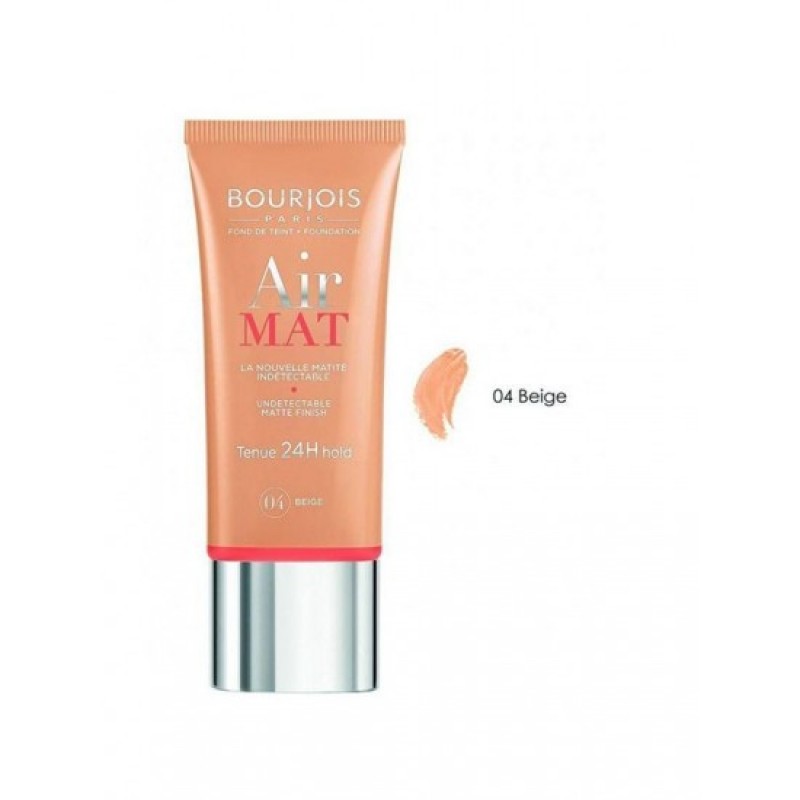 BOURJOIS
PARIS
FOND DE TEINT • FOUNDATION
Air
MAT
LA NOUVELLE MATITÉ
INDÉTECTABLE
UNDETECTABLE
MATTE FINISH
Tenue 24H hold
04 BEIGE
04 Beige